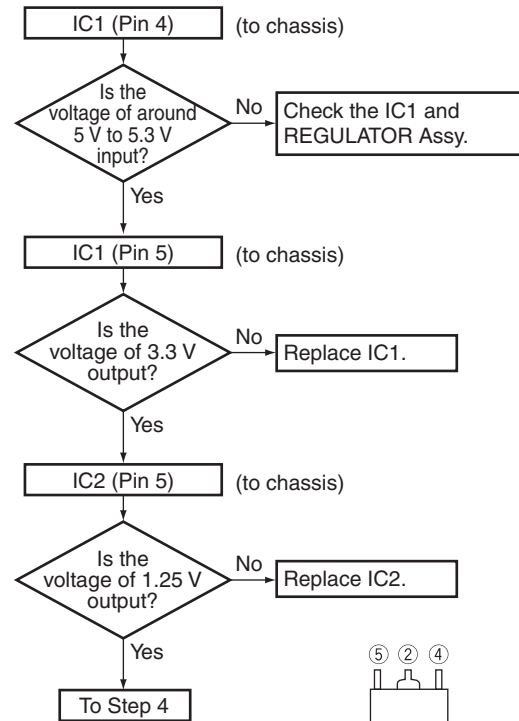 IC1 (Pin 4) (to chassis)
Is the
voltage of around
5 V to 5.3 V
input?
No
Check the IC1 and
REGULATOR Assy.
Yes
IC1 (Pin 5) (to chassis)
Is the
voltage of 3.3 V
output?
No
Replace IC1.
Yes
IC2 (Pin 5) (to chassis)
Is the
voltage of 1.25 V
output?
No
Replace IC2.
Yes
To Step 4
⑤ ② ④